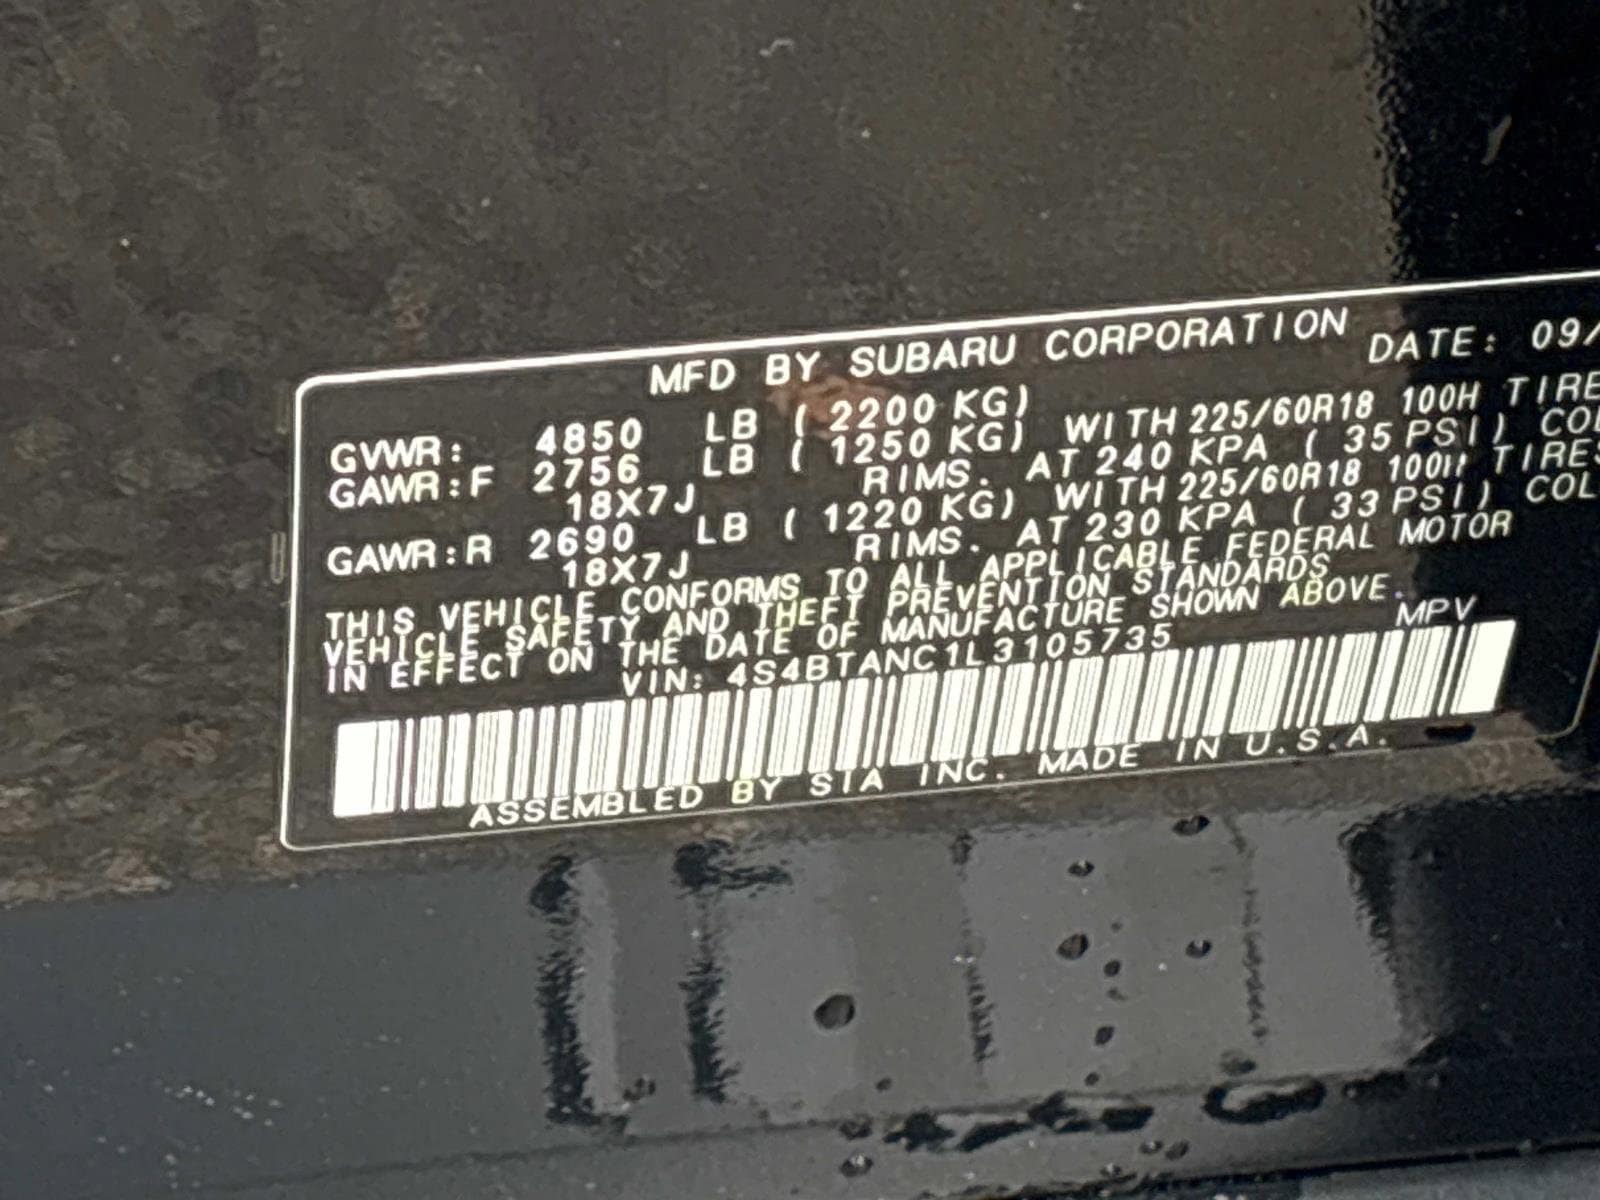 MFD BY SUBARU CORPORATION DATE: 09/
GVWR: 4850 LB ( 2200 KG)
GAWR:F 2756 LB ( 1250 KG) WITH 225/60R18 100H TIRES
18X7J RIMS. AT 240 KPA ( 35 PSI) COL
GAWR:R 2690 LB ( 1220 KG) WITH 225/60R18 100H TIRES
18X7J RIMS. AT 230 KPA ( 33 PSI) COL
THIS VEHICLE CONFORMS TO ALL APPLICABLE FEDERAL MOTOR
VEHICLE SAFETY AND THEFT PREVENTION STANDARDS
IN EFFECT ON THE DATE OF MANUFACTURE SHOWN ABOVE.
VIN: 4S4BTANC1L3105735 MPV
ASSEMBLED BY SIA INC. MADE IN U.S.A.